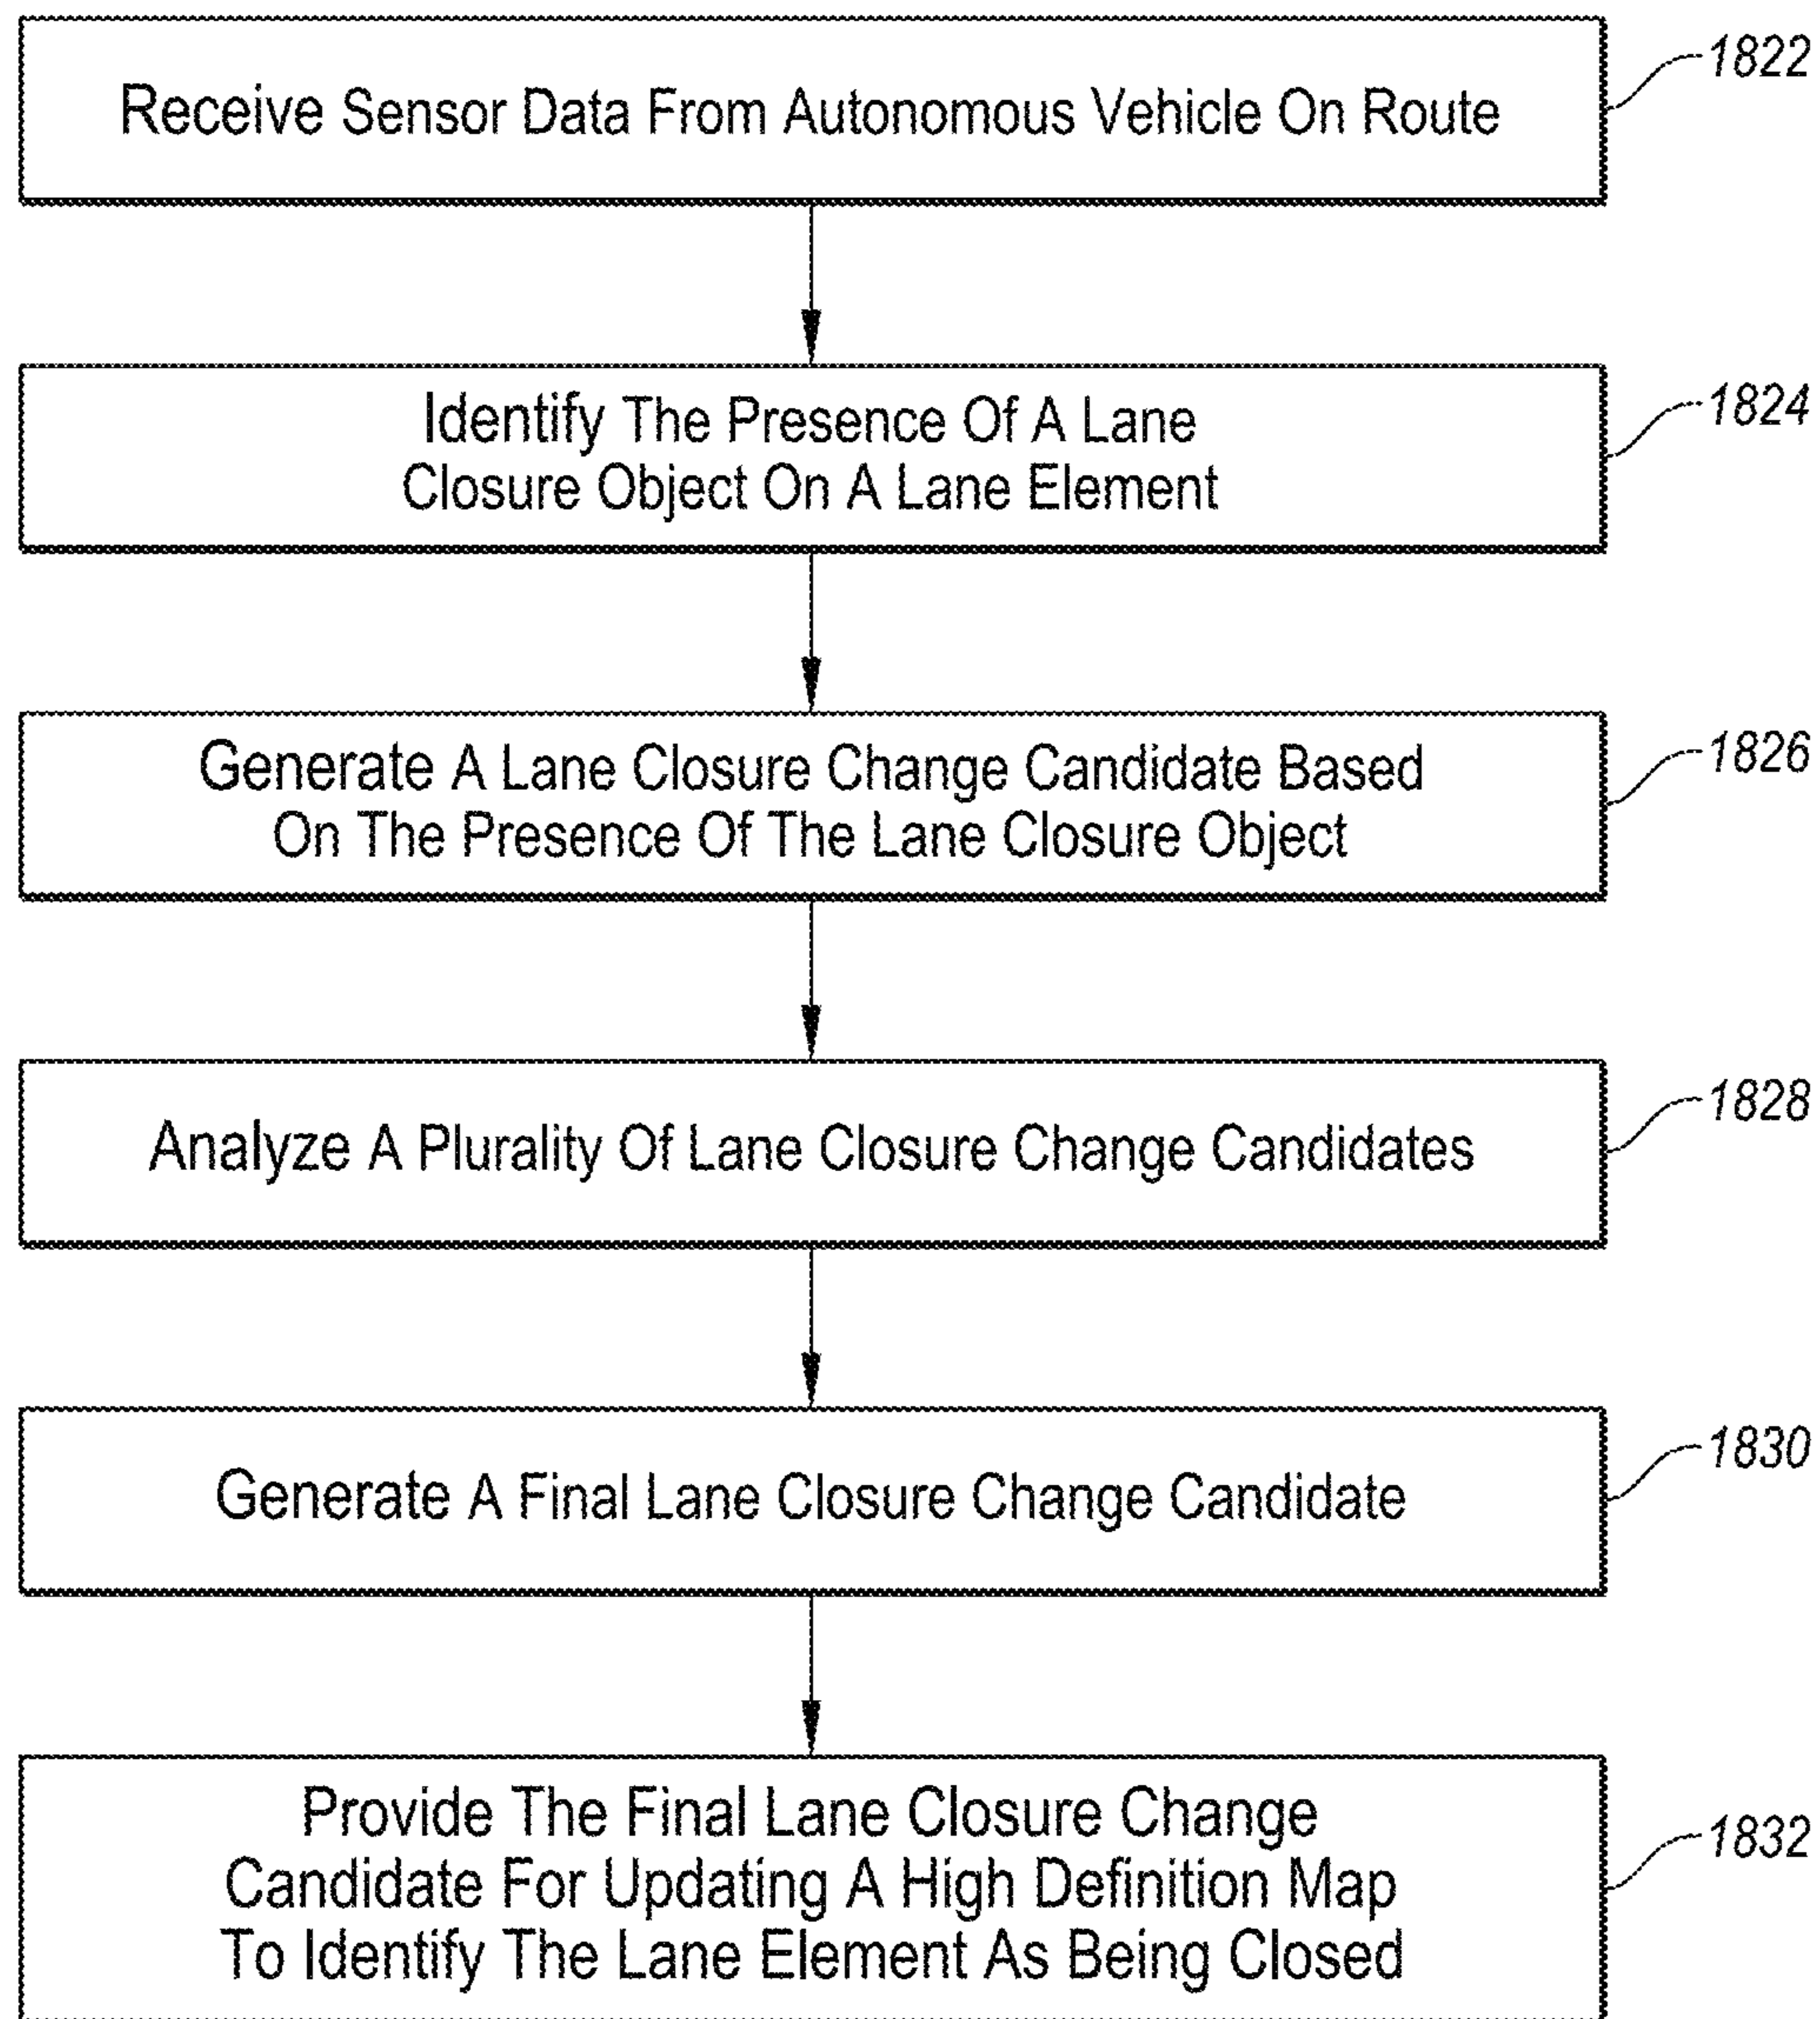 Receive Sensor Data From Autonomous Vehicle On Route
1822
Identify The Presence Of A Lane
Closure Object On A Lane Element
1824
Generate A Lane Closure Change Candidate Based
On The Presence Of The Lane Closure Object
1826
Analyze A Plurality Of Lane Closure Change Candidates
1828
Generate A Final Lane Closure Change Candidate
1830
Provide The Final Lane Closure Change
Candidate For Updating A High Definition Map
To Identify The Lane Element As Being Closed
1832